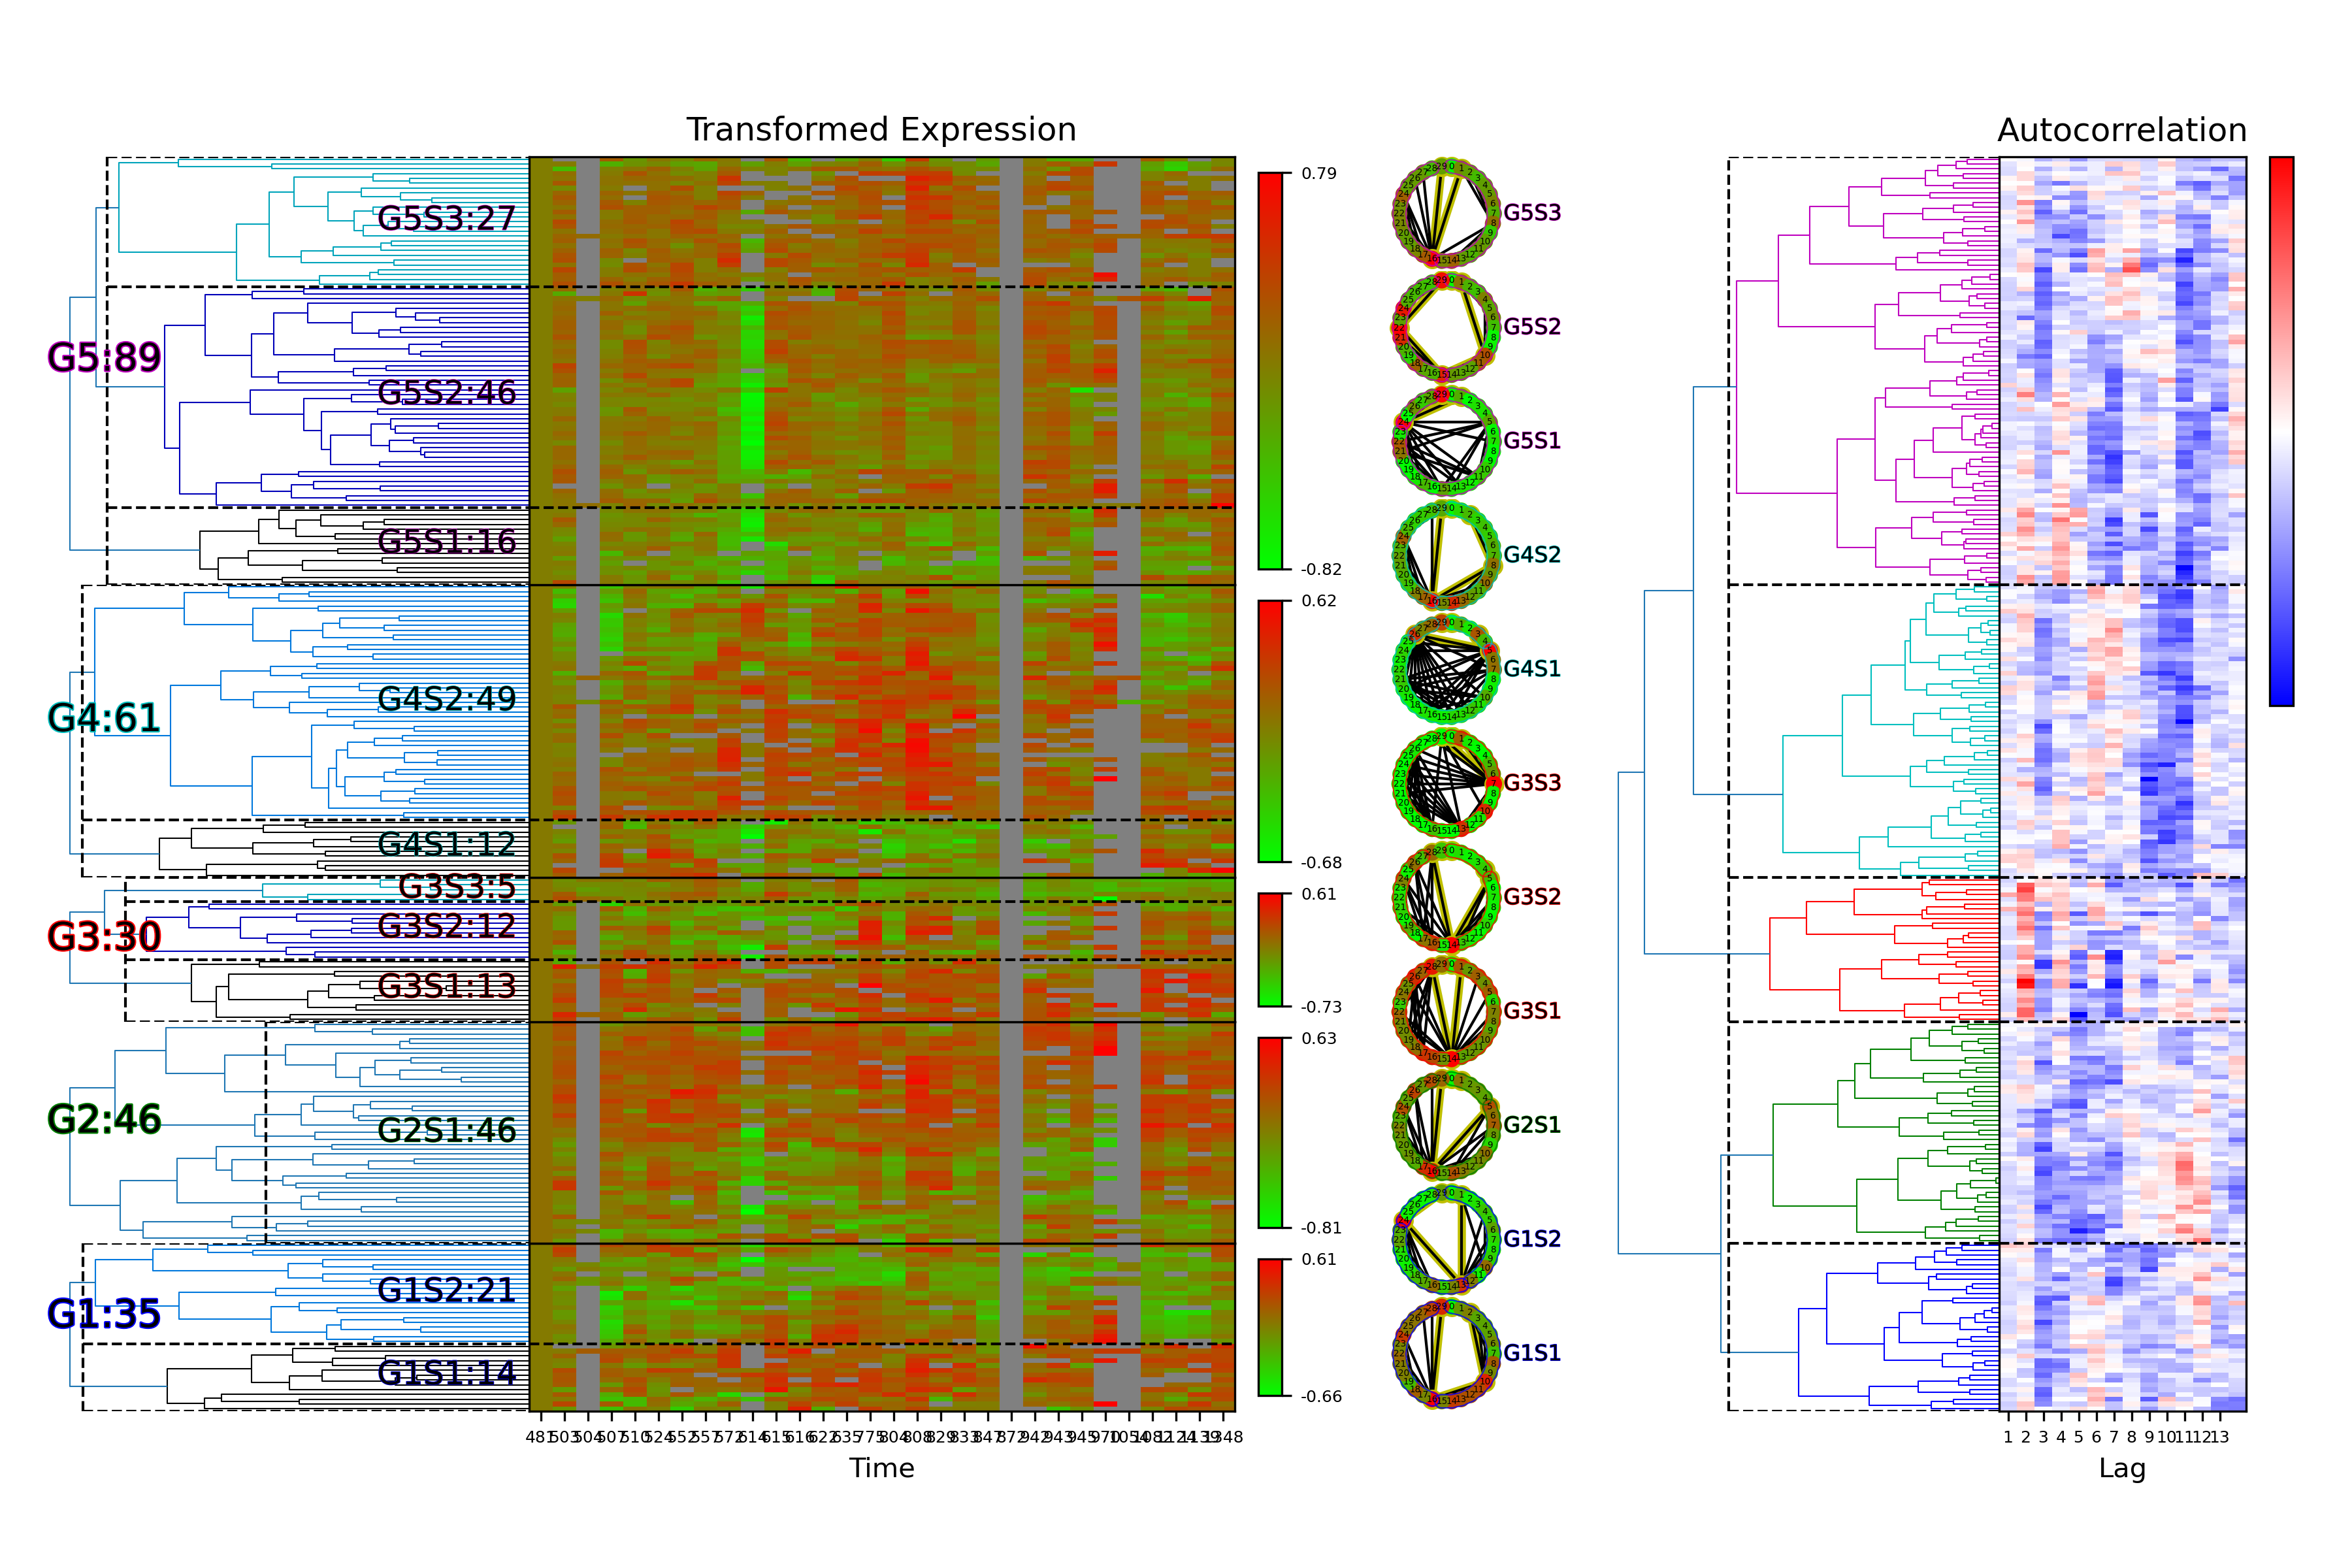 Transformed Expression
Autocorrelation
G5:89
G5S3:27
G5S2:46
G5S1:16
G4:61
G4S2:49
G4S1:12
G3:30
G3S3:5
G3S2:12
G3S1:13
G2:46
G2S1:46
G1:35
G1S2:21
G1S1:14
0.79
-0.82
0.62
-0.68
0.61
-0.73
0.63
-0.81
0.61
-0.66
G5S3
G5S2
G5S1
G4S2
G4S1
G3S3
G3S2
G3S1
G2S1
G1S2
G1S1
481 503 504 507 510 524 552 557 572 614 615 616 622 635 775 804 808 829 833 847 872 942 943 945 970 1054 1082 1124 1139 1348
Time
1 2 3 4 5 6 7 8 9 10 11 12 13
Lag